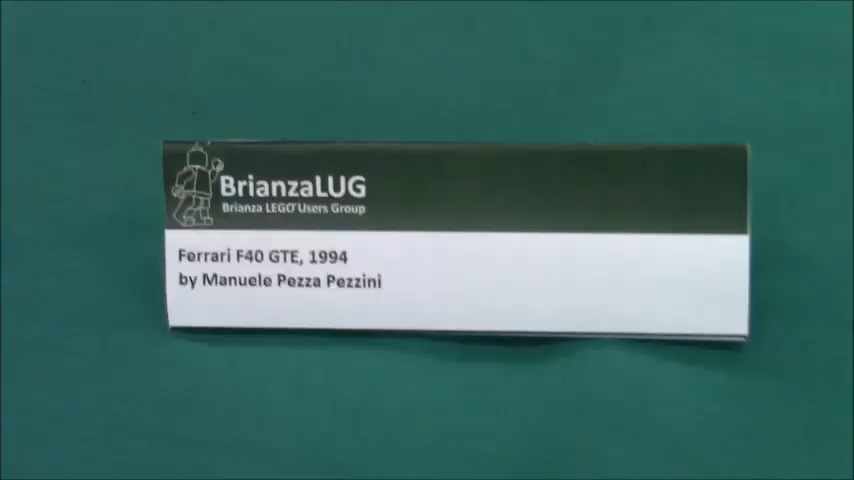 BrianzaLUG
Brianza LEGO Users Group
Ferrari F40 GTE, 1994
by Manuele Pezza Pezzini